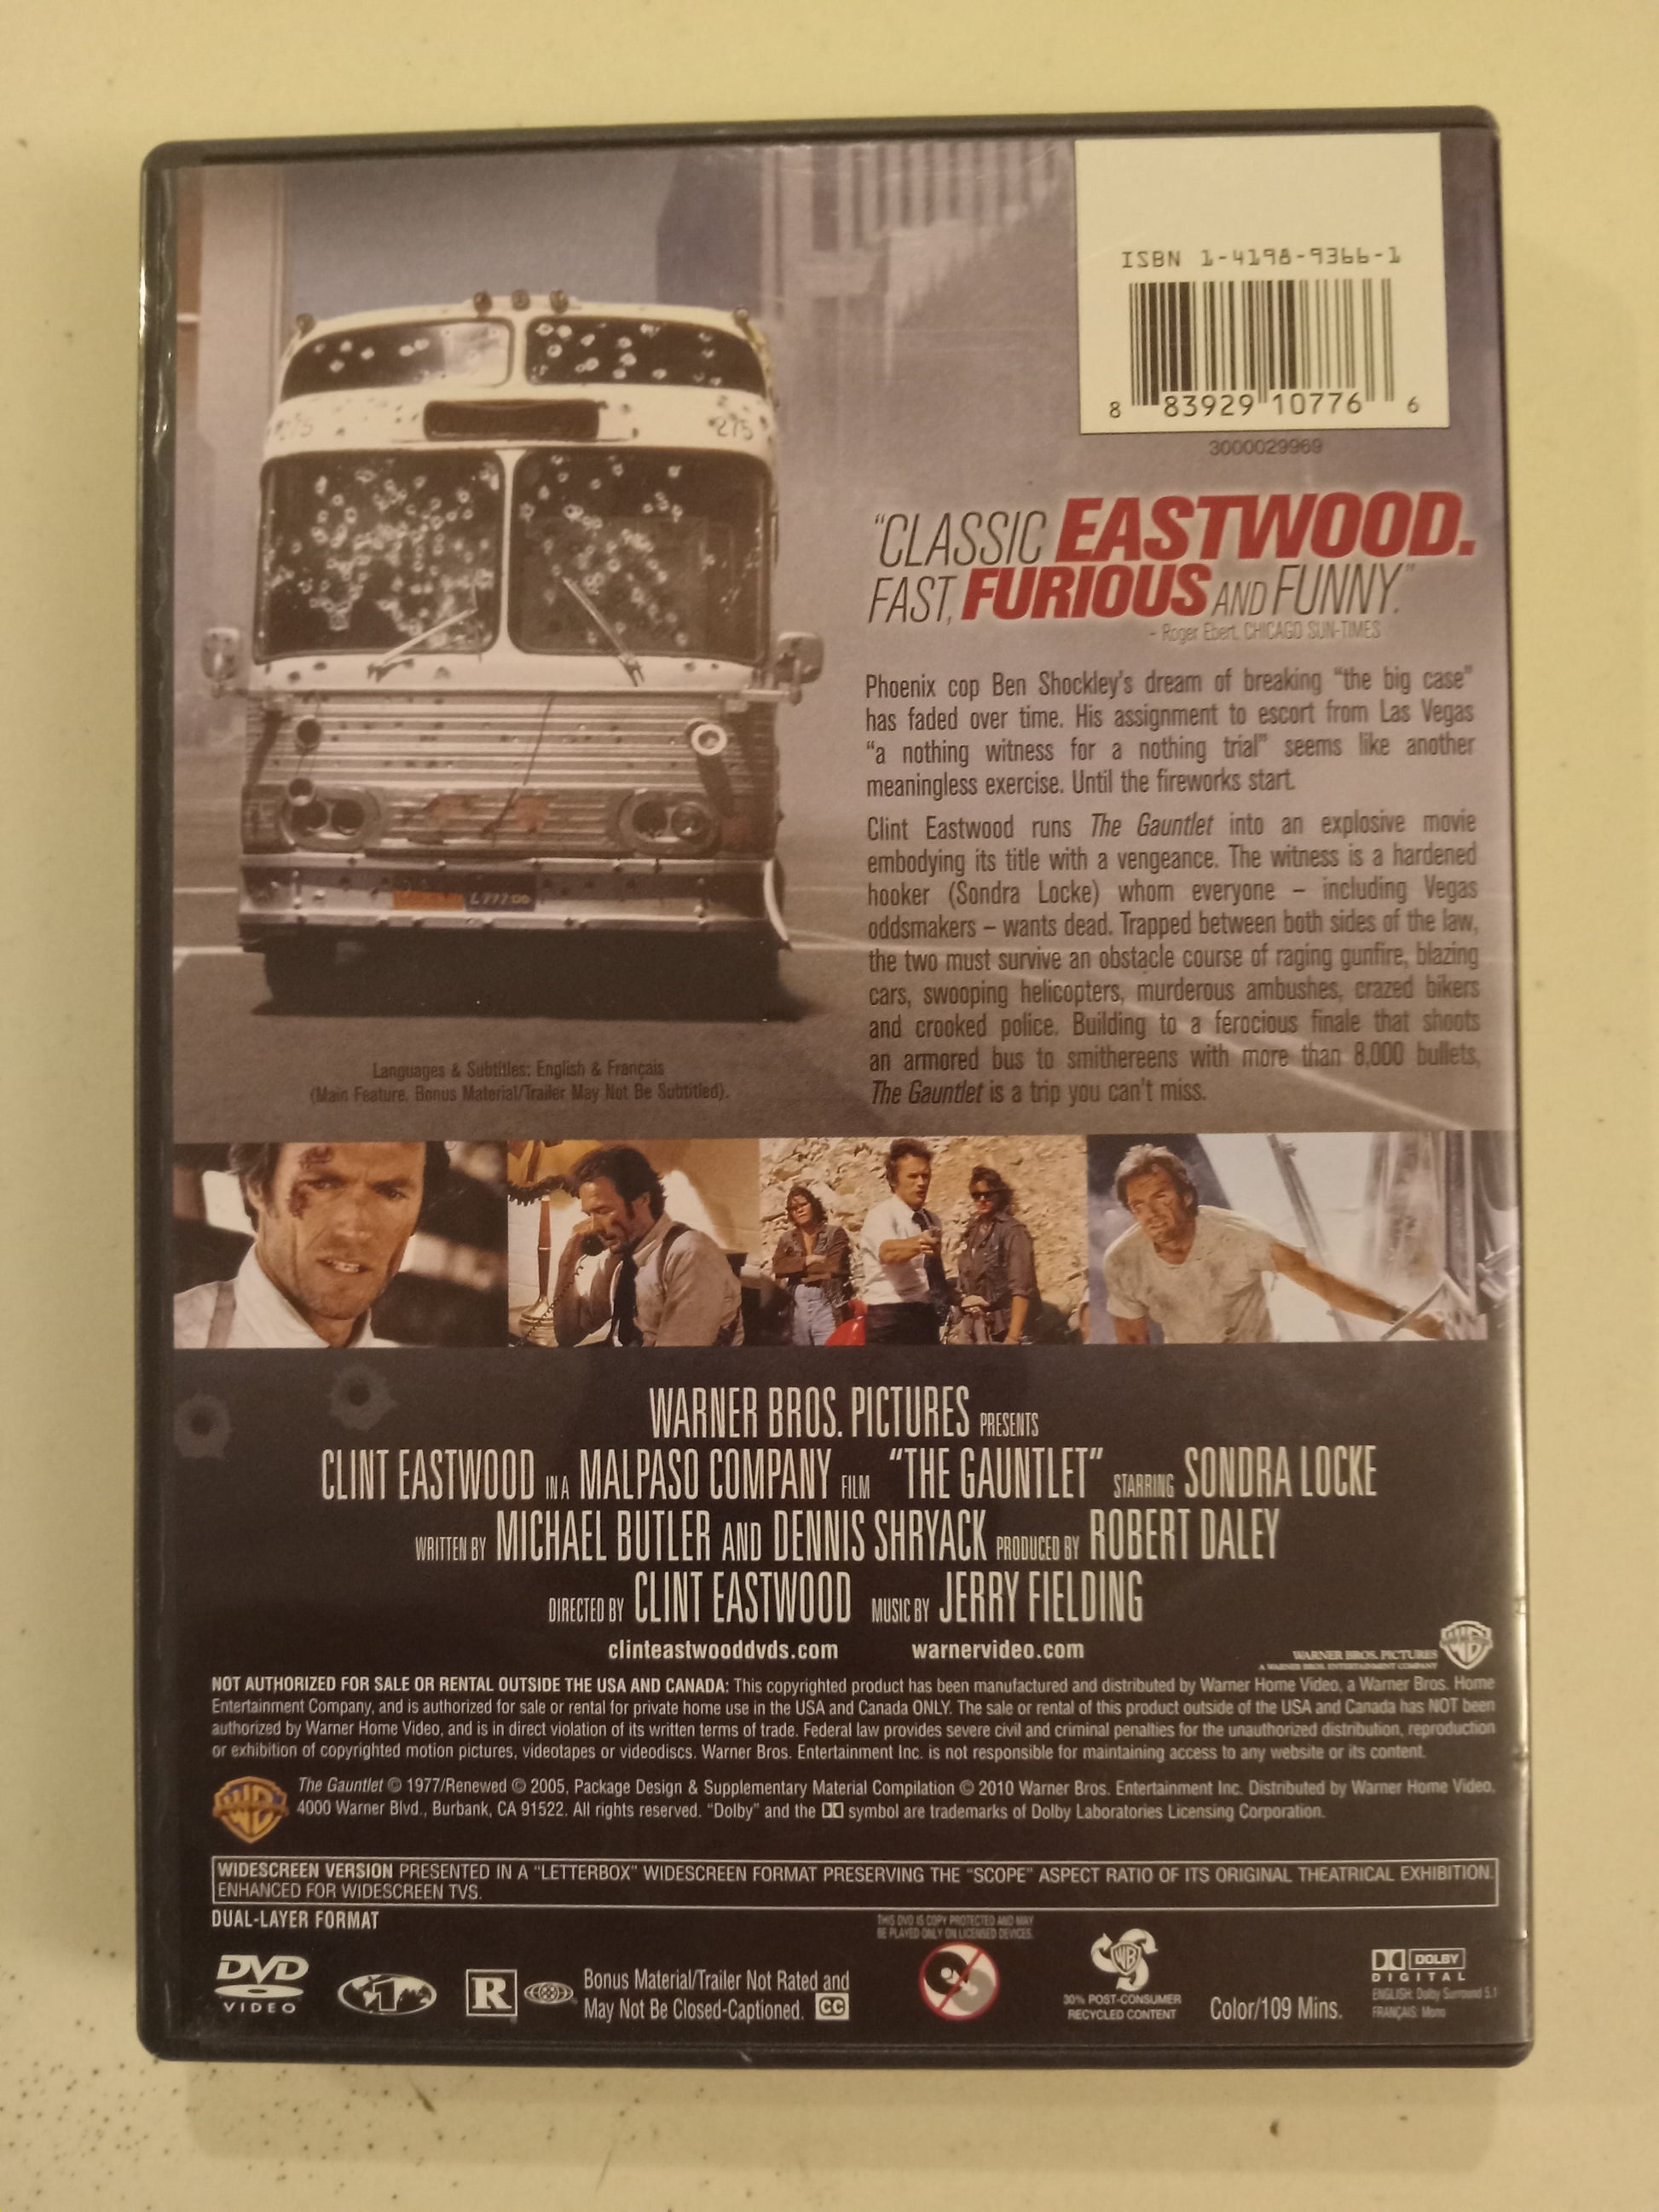 ISBN 1-4198-9366-1
8 83929 10776 6
3000029969
275
"CLASSIC EASTWOOD.
FAST, FURIOUS AND FUNNY."
- Roger Ebert, CHICAGO SUN-TIMES
Phoenix cop Ben Shockley's dream of breaking "the big case"
has faded over time. His assignment to escort from Las Vegas
"a nothing witness for a nothing trial" seems like another
meaningless exercise. Until the fireworks start.
Clint Eastwood runs The Gauntlet into an explosive movie
embodying its title with a vengeance. The witness is a hardened
hooker (Sondra Locke) whom everyone – including Vegas
oddsmakers – wants dead. Trapped between both sides of the law,
the two must survive an obstacle course of raging gunfire, blazing
cars, swooping helicopters, murderous ambushes, crazed bikers
and crooked police. Building to a ferocious finale that shoots
an armored bus to smithereens with more than 8,000 bullets,
The Gauntlet is a trip you can't miss.
Languages & Subtitles: English & Français
(Main Feature. Bonus Material/Trailer May Not Be Subtitled).
WARNER BROS. PICTURES PRESENTS
CLINT EASTWOOD IN A MALPASO COMPANY FILM "THE GAUNTLET" STARRING SONDRA LOCKE
WRITTEN BY MICHAEL BUTLER AND DENNIS SHRYACK PRODUCED BY ROBERT DALEY
DIRECTED BY CLINT EASTWOOD MUSIC BY JERRY FIELDING
clinteastwooddvds.com warnervideo.com
WARNER BROS. PICTURES
A WARNER BROS. ENTERTAINMENT COMPANY
NOT AUTHORIZED FOR SALE OR RENTAL OUTSIDE THE USA AND CANADA: This copyrighted product has been manufactured and distributed by Warner Home Video, a Warner Bros. Home
Entertainment Company, and is authorized for sale or rental for private home use in the USA and Canada ONLY. The sale or rental of this product outside of the USA and Canada has NOT been
authorized by Warner Home Video, and is in direct violation of its written terms of trade. Federal law provides severe civil and criminal penalties for the unauthorized distribution, reproduction
or exhibition of copyrighted motion pictures, videotapes or videodiscs. Warner Bros. Entertainment Inc. is not responsible for maintaining access to any website or its content.
The Gauntlet © 1977/Renewed © 2005, Package Design & Supplementary Material Compilation © 2010 Warner Bros. Entertainment Inc. Distributed by Warner Home Video,
4000 Warner Blvd., Burbank, CA 91522. All rights reserved. "Dolby" and the DD symbol are trademarks of Dolby Laboratories Licensing Corporation.
WIDESCREEN VERSION PRESENTED IN A "LETTERBOX" WIDESCREEN FORMAT PRESERVING THE "SCOPE" ASPECT RATIO OF ITS ORIGINAL THEATRICAL EXHIBITION.
ENHANCED FOR WIDESCREEN TVS.
DUAL-LAYER FORMAT
THIS DVD IS COPY PROTECTED AND MAY
BE PLAYED ONLY ON LICENSED DEVICES.
DVD
VIDEO
1
R
Bonus Material/Trailer Not Rated and
May Not Be Closed-Captioned. CC
WB
30% POST-CONSUMER
RECYCLED CONTENT
Color/109 Mins.
DOLBY
DIGITAL
ENGLISH: Dolby Surround 5.1
FRANÇAIS: Mono